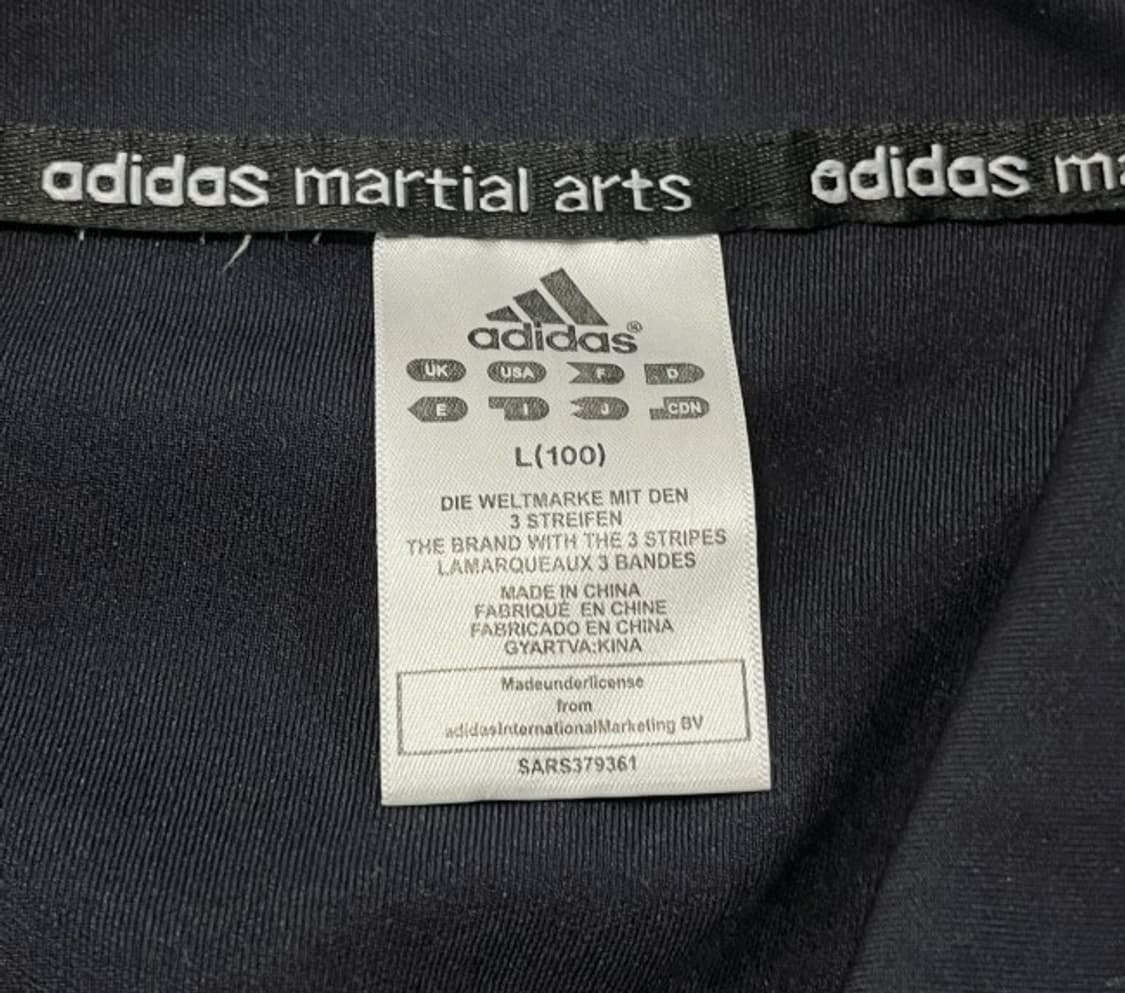 adidas martial arts adidas ma
adidas®
UK USA F D
E I J CDN
L(100)
DIE WELTMARKE MIT DEN
3 STREIFEN
THE BRAND WITH THE 3 STRIPES
LAMARQUEAUX 3 BANDES
MADE IN CHINA
FABRIQUÉ EN CHINE
FABRICADO EN CHINA
GYARTVA:KINA
Madeunderlicense
from
adidasInternationalMarketing BV
SARS379361